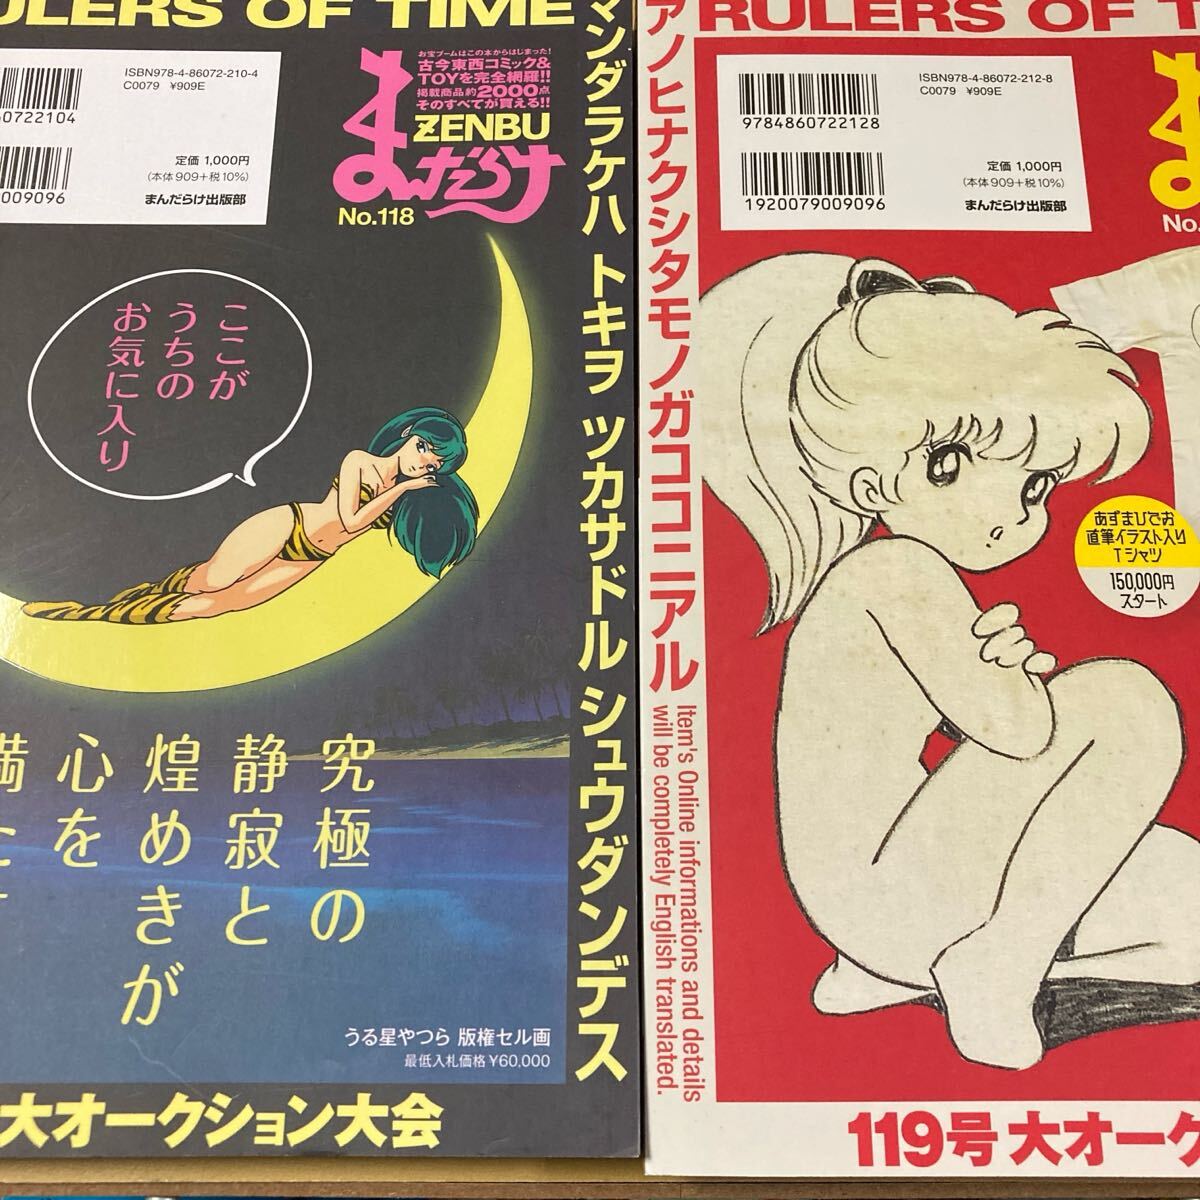 RULERS OF TIME
ISBN978-4-86072-210-4
C0079 ¥909E
定価 1,000円
(本体909+税10%)
まんだらけ出版部
お宝ブームはこの本からはじまった!
古今東西コミック&
TOYを完全網羅!!
掲載商品約2000点
そのすべてが買える!!
ZENBU
まんだらけ
No.118
ここが
うちの
お気に入り
究極の
静寂と
煌めきが
心を
うる星やつら 版権セル画
最低入札価格 ¥60,000
大オークション大会
マンダラケハ トキヲ ツカサドル シュウダンデス
RULERS OF T
ISBN978-4-86072-212-8
C0079 ¥909E
9784860722128
定価 1,000円
(本体909+税10%)
1920079009096
まんだらけ出版部
No.
アノヒナクシタモノガココニアル
Item's Online informations and details
will be completely English translated.
あずまひでお
直筆イラスト入り
Tシャツ
150,000円
スタート
119号 大オーク